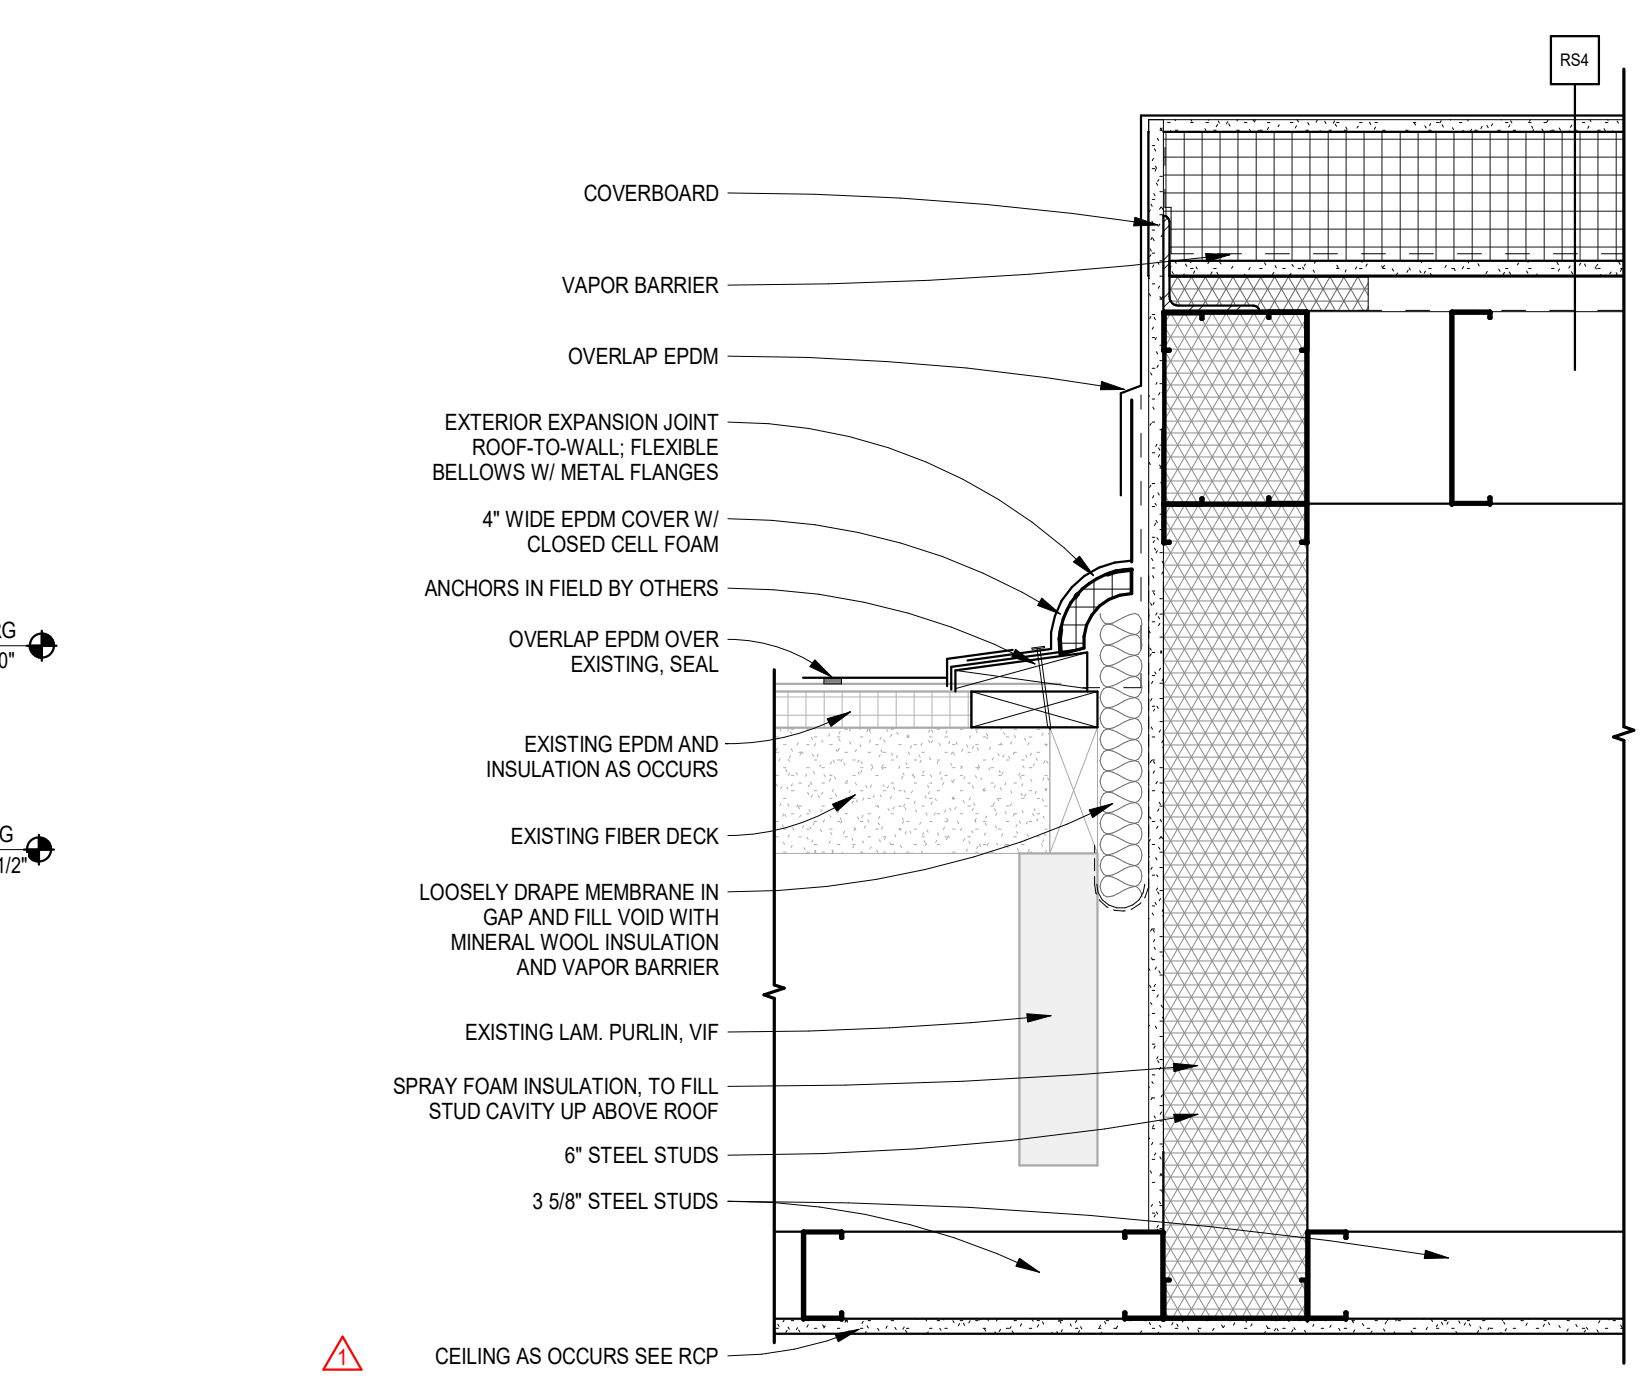 RS4
COVERBOARD
VAPOR BARRIER
OVERLAP EPDM
EXTERIOR EXPANSION JOINT
ROOF-TO-WALL; FLEXIBLE
BELLOWS W/ METAL FLANGES
4" WIDE EPDM COVER W/
CLOSED CELL FOAM
ANCHORS IN FIELD BY OTHERS
OVERLAP EPDM OVER
EXISTING, SEAL
RG
0"
EXISTING EPDM AND
INSULATION AS OCCURS
EXISTING FIBER DECK
G
1/2"
LOOSELY DRAPE MEMBRANE IN
GAP AND FILL VOID WITH
MINERAL WOOL INSULATION
AND VAPOR BARRIER
EXISTING LAM. PURLIN, VIF
SPRAY FOAM INSULATION, TO FILL
STUD CAVITY UP ABOVE ROOF
6" STEEL STUDS
3 5/8" STEEL STUDS
1
CEILING AS OCCURS SEE RCP